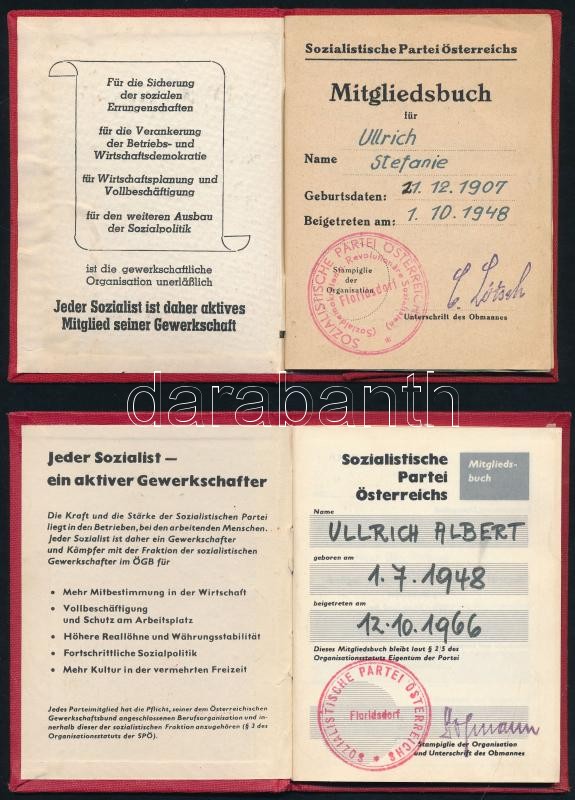 Für die Sicherung
der sozialen
Errungenschaften
für die Verankerung
der Betriebs- und
Wirtschaftsdemokratie
für Wirtschaftsplanung und
Vollbeschäftigung
für den weiteren Ausbau
der Sozialpolitik
ist die gewerkschaftliche
Organisation unerläßlich
Jeder Sozialist ist daher aktives
Mitglied seiner Gewerkschaft
Sozialistische Partei Österreichs
Mitgliedsbuch
für
Ullrich
Name Stefanie
Geburtsdaten: 21.12.1907
Beigetreten am: 1.10.1948
SOZIALISTISCHE PARTEI ÖSTERREICHS
(Sozialdemokraten und Revolutionäre Sozialisten)
Floridsdorf
Stampiglie
der
Organisation
Unterschrift des Obmannes
darabanth
Jeder Sozialist —
ein aktiver Gewerkschafter
Die Kraft und die Stärke der Sozialistischen Partei
liegt in den Betrieben, bei den arbeitenden Menschen.
Jeder Sozialist ist daher ein Gewerkschafter
und Kämpfer mit der Fraktion der sozialistischen
Gewerkschafter im ÖGB für
• Mehr Mitbestimmung in der Wirtschaft
• Vollbeschäftigung
und Schutz am Arbeitsplatz
• Höhere Reallöhne und Währungsstabilität
• Fortschrittliche Sozialpolitik
• Mehr Kultur in der vermehrten Freizeit
Jedes Parteimitglied hat die Pflicht, seiner dem Österreichischen
Gewerkschaftsbund angeschlossenen Berufsorganisation und in-
nerhalb dieser der sozialistischen Fraktion anzugehören (§ 3 des
Organisationsstatuts der SPÖ).
Sozialistische
Partei
Österreichs
Mitglieds-
buch
Name
ULLRICH ALBERT
geboren am
1.7.1948
beigetreten am
12.10.1966
Dieses Mitgliedsbuch bleibt laut § 2/5 des
Organisationsstatuts Eigentum der Partei
SOZIALISTISCHE PARTEI ÖSTERREICHS
Floridsdorf
Stampiglie der Organisation
und Unterschrift des Obmannes